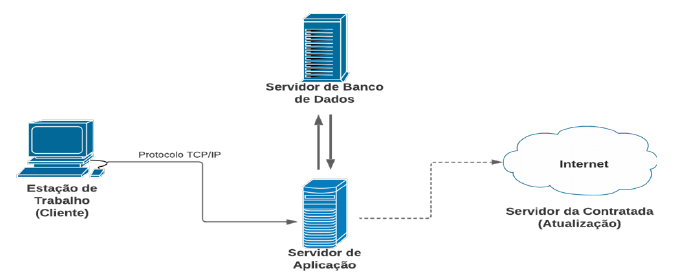 Servidor de Banco
de Dados
Protocolo TCP/IP
Estação de
Trabalho
(Cliente)
Internet
Servidor da Contratada
(Atualização)
Servidor de
Aplicação